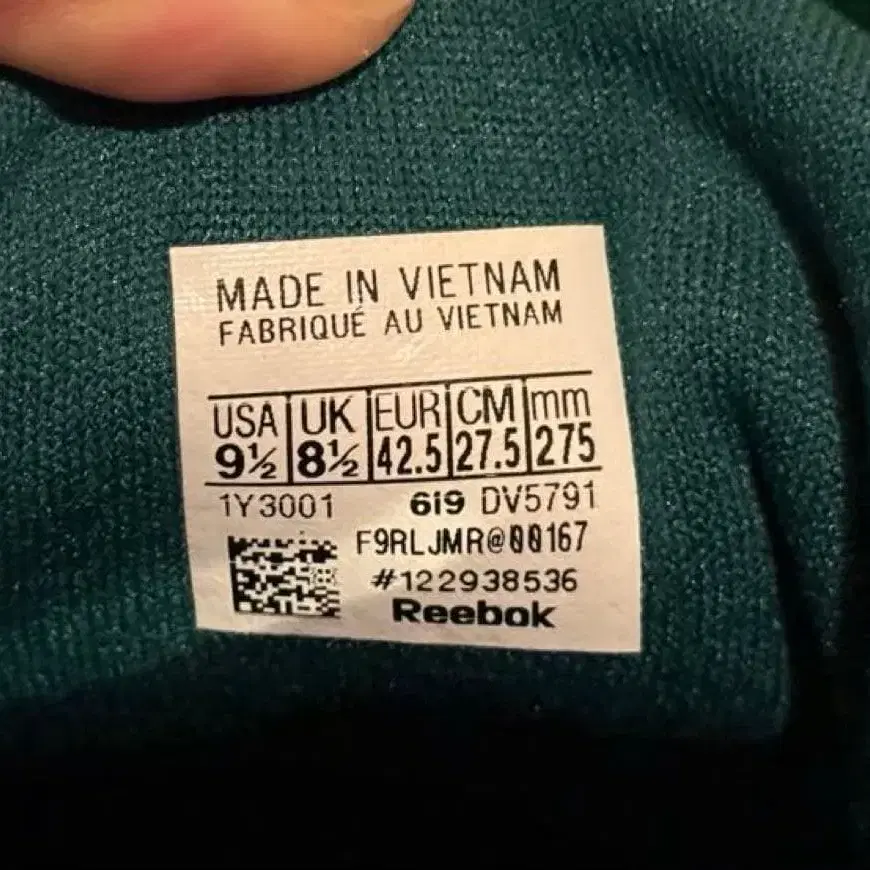 MADE IN VIETNAM
FABRIQUÉ AU VIETNAM
USA UK EUR CM mm
9½ 8½ 42.5 27.5 275
1Y3001 619 DV5791
F9RLJMR@00167
#122938536
Reebok